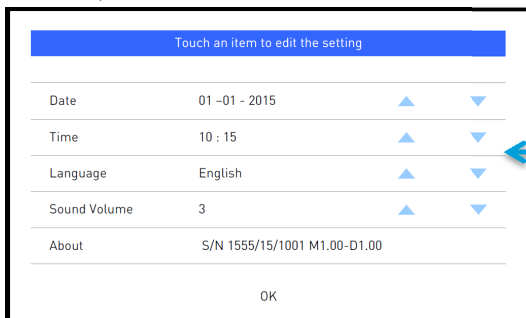 Touch an item to edit the setting
Date 01 –01 - 2015
Time 10 : 15
Language English
Sound Volume 3
About S/N 1555/15/1001 M1.00-D1.00
OK